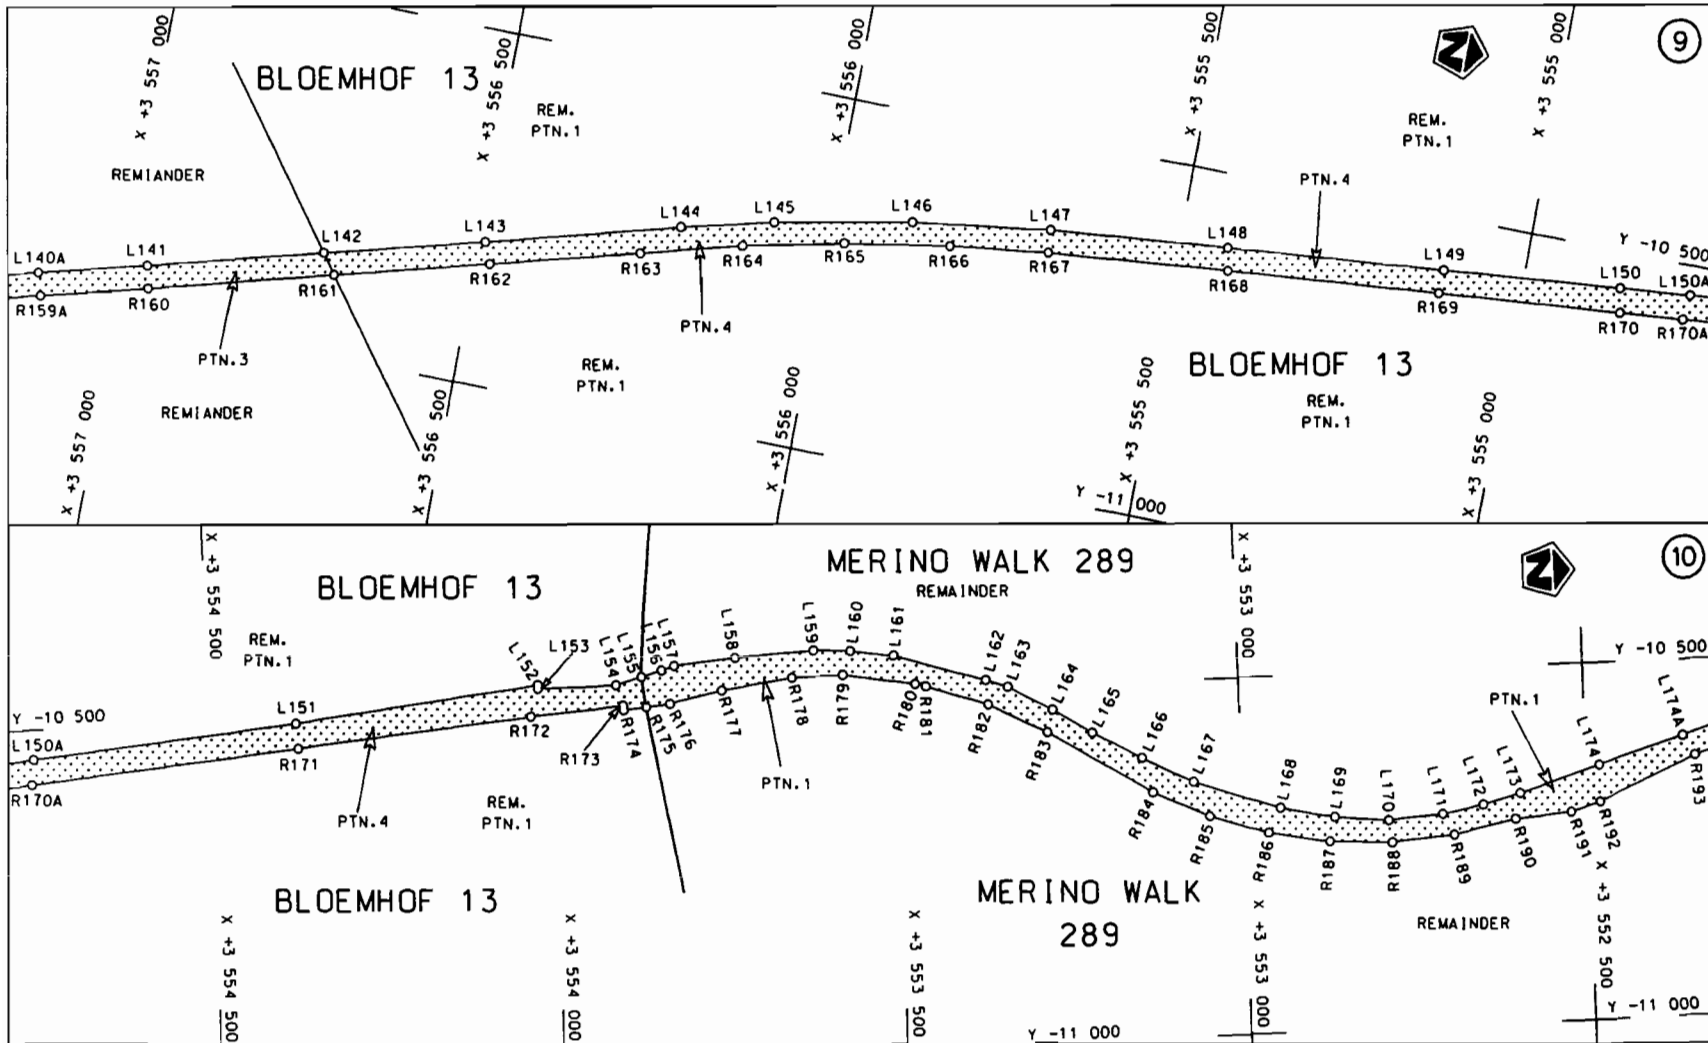 9
X +3 557 000
X +3 556 500
X +3 556 000
X +3 555 500
X +3 555 000
BLOEMHOF 13
REM.
PTN.1
REM.
PTN.1
REMIANDER
PTN.4
Y -10 500
L140A
L141
L142
L143
L144
L145
L146
L147
L148
L149
L150
L150A
R159A
R160
R161
R162
R163
R164
R165
R166
R167
R168
R169
R170
R170A
PTN.3
PTN.4
REM.
PTN.1
BLOEMHOF 13
REM.
PTN.1
REMIANDER
X +3 557 000
X +3 556 500
X +3 556 000
X +3 555 500
X +3 555 000
Y -11 000
10
X +3 554 500
X +3 553 000
BLOEMHOF 13
MERINO WALK 289
REMAINDER
REM.
PTN.1
Y -10 500
Y -10 500
PTN.1
L150A
L151
L152
L153
L154
L155
L156
L157
L158
L159
L160
L161
L162
L163
L164
L165
L166
L167
L168
L169
L170
L171
L172
L173
L174
L174A
R170A
R171
R172
R173
R174
R175
R176
R177
R178
R179
R180
R181
R182
R183
R184
R185
R186
R187
R188
R189
R190
R191
R192
R193
PTN.4
REM.
PTN.1
PTN.1
BLOEMHOF 13
MERINO WALK
289
REMAINDER
X +3 554 500
X +3 554 000
X +3 553 500
X +3 553 000
X +3 552 500
Y -11 000
Y -11 000
N
N